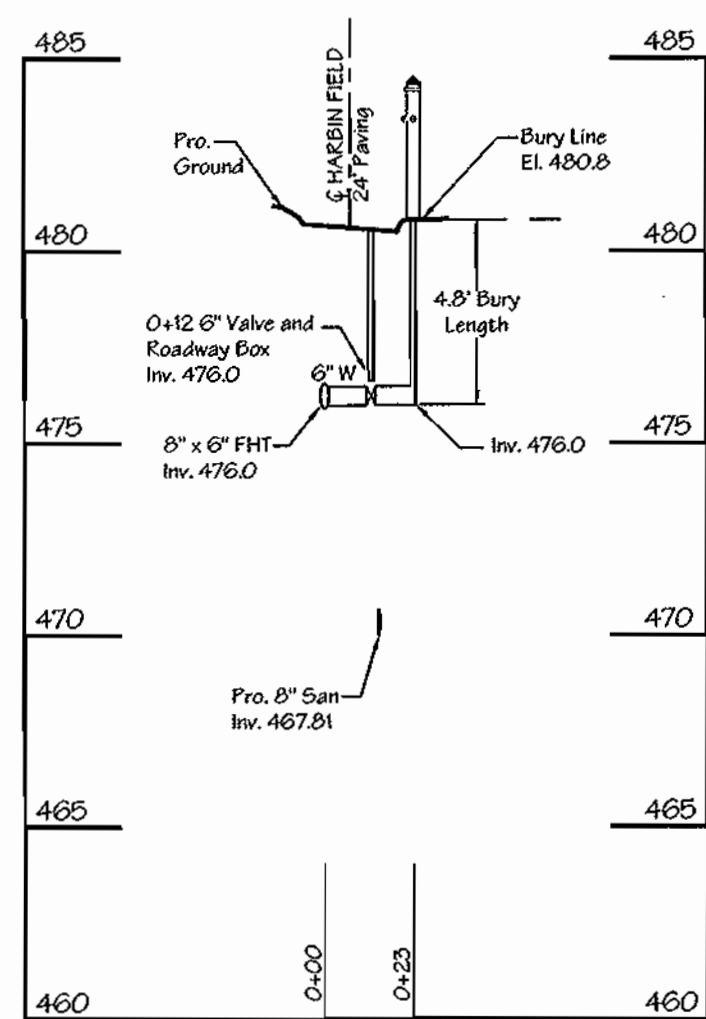 485
485
℄ HARBIN FIELD
24' Paving
Pro.
Ground
Bury Line
El. 480.8
480
480
4.8' Bury
Length
0+12 6" Valve and
Roadway Box
Inv. 476.0
6" W
475
475
8" x 6" FHT
Inv. 476.0
Inv. 476.0
470
470
Pro. 8" San
Inv. 467.81
465
465
0+00
0+23
460
460